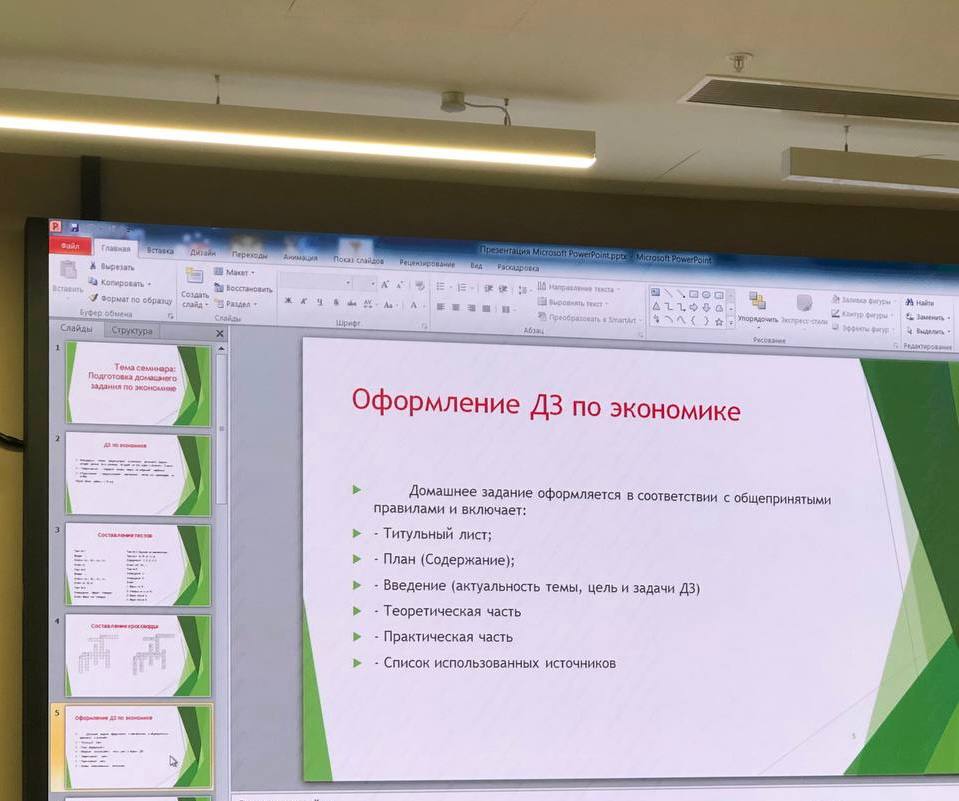 Презентация Microsoft PowerPoint.pptx - Microsoft PowerPoint
Файл Главная Вставка Дизайн Переходы Анимация Показ слайдов Рецензирование Вид Раскадровка
Вставить
Вырезать
Копировать
Формат по образцу
Буфер обмена
Создать слайд
Макет
Восстановить
Раздел
Слайды
Шрифт
Направление текста
Выровнять текст
Преобразовать в SmartArt
Абзац
Упорядочить
Экспресс-стили
Заливка фигуры
Контур фигуры
Эффекты фигур
Рисование
Найти
Заменить
Выделить
Редактирование
Слайды Структура
1
Тема семинара:
Подготовка домашнего
задания по экономике
2
ДЗ по экономике
3
Составление тестов
4
Составление кроссворда
5
Оформление ДЗ по экономике
Оформление ДЗ по экономике
Домашнее задание оформляется в соответствии с общепринятыми
правилами и включает:
- Титульный лист;
- План (Содержание);
- Введение (актуальность темы, цель и задачи ДЗ)
- Теоретическая часть
- Практическая часть
- Список использованных источников
5